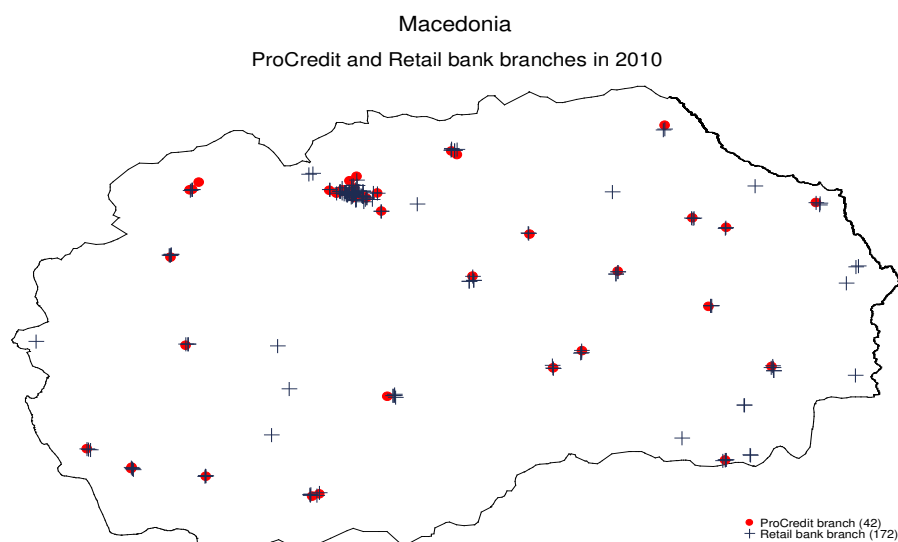 Macedonia
ProCredit and Retail bank branches in 2010
ProCredit branch (42)
Retail bank branch (172)